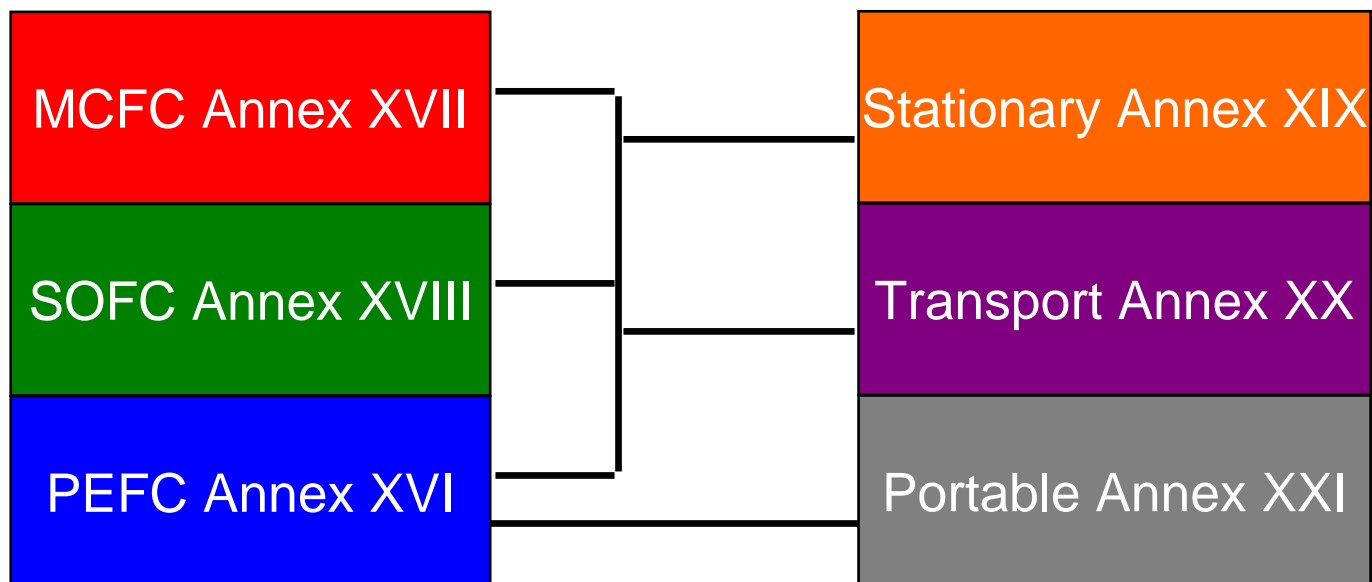 MCFC Annex XVII
SOFC Annex XVIII
PEFC Annex XVI
Stationary Annex XIX
Transport Annex XX
Portable Annex XXI